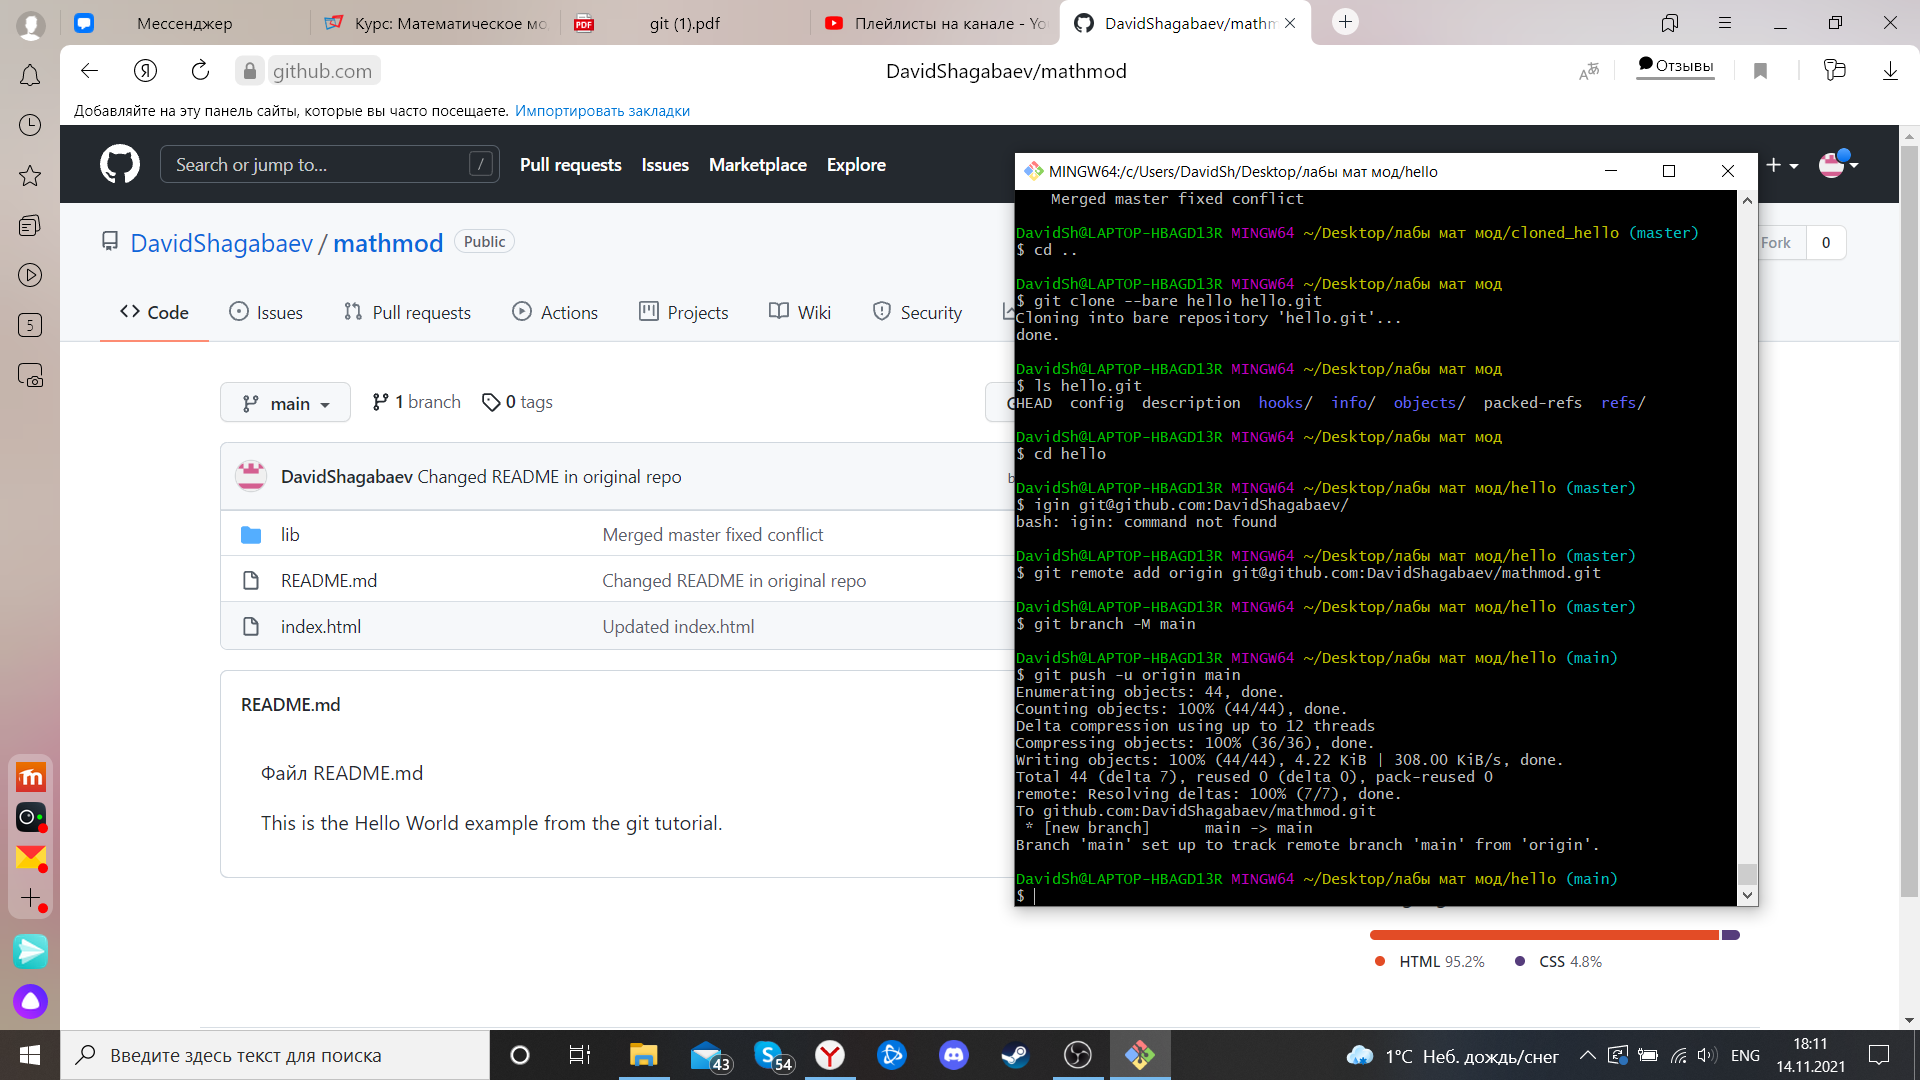 Мессенджер
Курс: Математическое мо
PDF
git (1).pdf
Плейлисты на канале - Yo
DavidShagabaev/mathm
github.com
DavidShagabaev/mathmod
Отзывы
Добавляйте на эту панель сайты, которые вы часто посещаете. Импортировать закладки
Search or jump to...
/
Pull requests
Issues
Marketplace
Explore
DavidShagabaev / mathmod
Public
Fork
0
Code
Issues
Pull requests
Actions
Projects
Wiki
Security
main
1 branch
0 tags
DavidShagabaev Changed README in original repo
lib
Merged master fixed conflict
README.md
Changed README in original repo
index.html
Updated index.html
README.md
Файл README.md
This is the Hello World example from the git tutorial.
MINGW64:/c/Users/DavidSh/Desktop/лабы мат мод/hello
Merged master fixed conflict
DavidSh@LAPTOP-HBAGD13R MINGW64 ~/Desktop/лабы мат мод/cloned_hello (master)
$ cd ..
DavidSh@LAPTOP-HBAGD13R MINGW64 ~/Desktop/лабы мат мод
$ git clone --bare hello hello.git
Cloning into bare repository 'hello.git'...
done.
DavidSh@LAPTOP-HBAGD13R MINGW64 ~/Desktop/лабы мат мод
$ ls hello.git
HEAD config description hooks/ info/ objects/ packed-refs refs/
DavidSh@LAPTOP-HBAGD13R MINGW64 ~/Desktop/лабы мат мод
$ cd hello
DavidSh@LAPTOP-HBAGD13R MINGW64 ~/Desktop/лабы мат мод/hello (master)
$ igin git@github.com:DavidShagabaev/
bash: igin: command not found
DavidSh@LAPTOP-HBAGD13R MINGW64 ~/Desktop/лабы мат мод/hello (master)
$ git remote add origin git@github.com:DavidShagabaev/mathmod.git
DavidSh@LAPTOP-HBAGD13R MINGW64 ~/Desktop/лабы мат мод/hello (master)
$ git branch -M main
DavidSh@LAPTOP-HBAGD13R MINGW64 ~/Desktop/лабы мат мод/hello (main)
$ git push -u origin main
Enumerating objects: 44, done.
Counting objects: 100% (44/44), done.
Delta compression using up to 12 threads
Compressing objects: 100% (36/36), done.
Writing objects: 100% (44/44), 4.22 KiB | 308.00 KiB/s, done.
Total 44 (delta 7), reused 0 (delta 0), pack-reused 0
remote: Resolving deltas: 100% (7/7), done.
To github.com:DavidShagabaev/mathmod.git
* [new branch] main -> main
Branch 'main' set up to track remote branch 'main' from 'origin'.
DavidSh@LAPTOP-HBAGD13R MINGW64 ~/Desktop/лабы мат мод/hello (main)
$
HTML 95.2%
CSS 4.8%
5
Введите здесь текст для поиска
43
54
1°C Неб. дождь/снег
ENG
18:11
14.11.2021